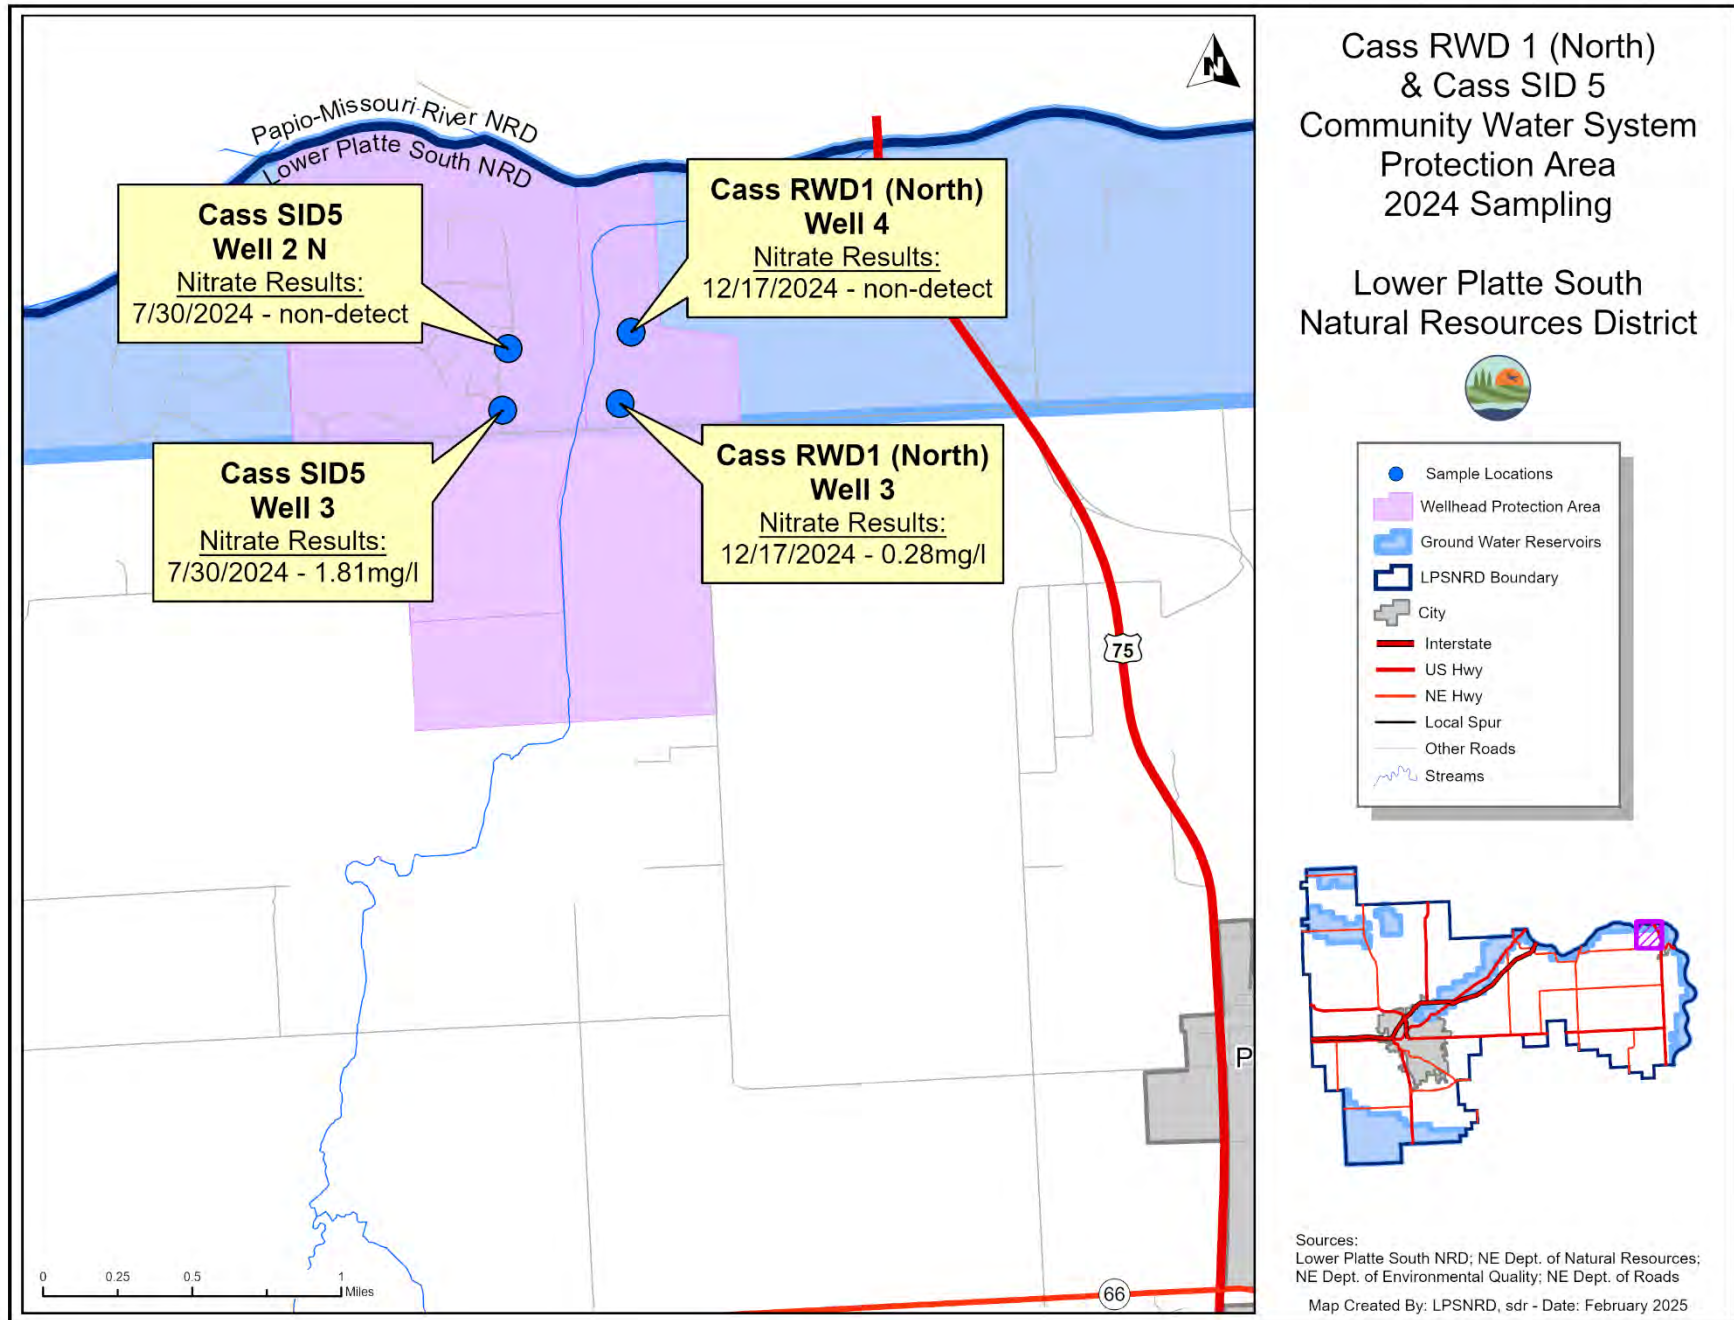 Papio-Missouri River NRD
Lower Platte South NRD
Cass SID5
Well 2 N
Nitrate Results:
7/30/2024 - non-detect
Cass RWD1 (North)
Well 4
Nitrate Results:
12/17/2024 - non-detect
Cass SID5
Well 3
Nitrate Results:
7/30/2024 - 1.81mg/l
Cass RWD1 (North)
Well 3
Nitrate Results:
12/17/2024 - 0.28mg/l
N
75
P
66
0 0.25 0.5 1
Miles
Cass RWD 1 (North)
& Cass SID 5
Community Water System
Protection Area
2024 Sampling
Lower Platte South
Natural Resources District
Sample Locations
Wellhead Protection Area
Ground Water Reservoirs
LPSNRD Boundary
City
Interstate
US Hwy
NE Hwy
Local Spur
Other Roads
Streams
Sources:
Lower Platte South NRD; NE Dept. of Natural Resources;
NE Dept. of Environmental Quality; NE Dept. of Roads
Map Created By: LPSNRD, sdr - Date: February 2025